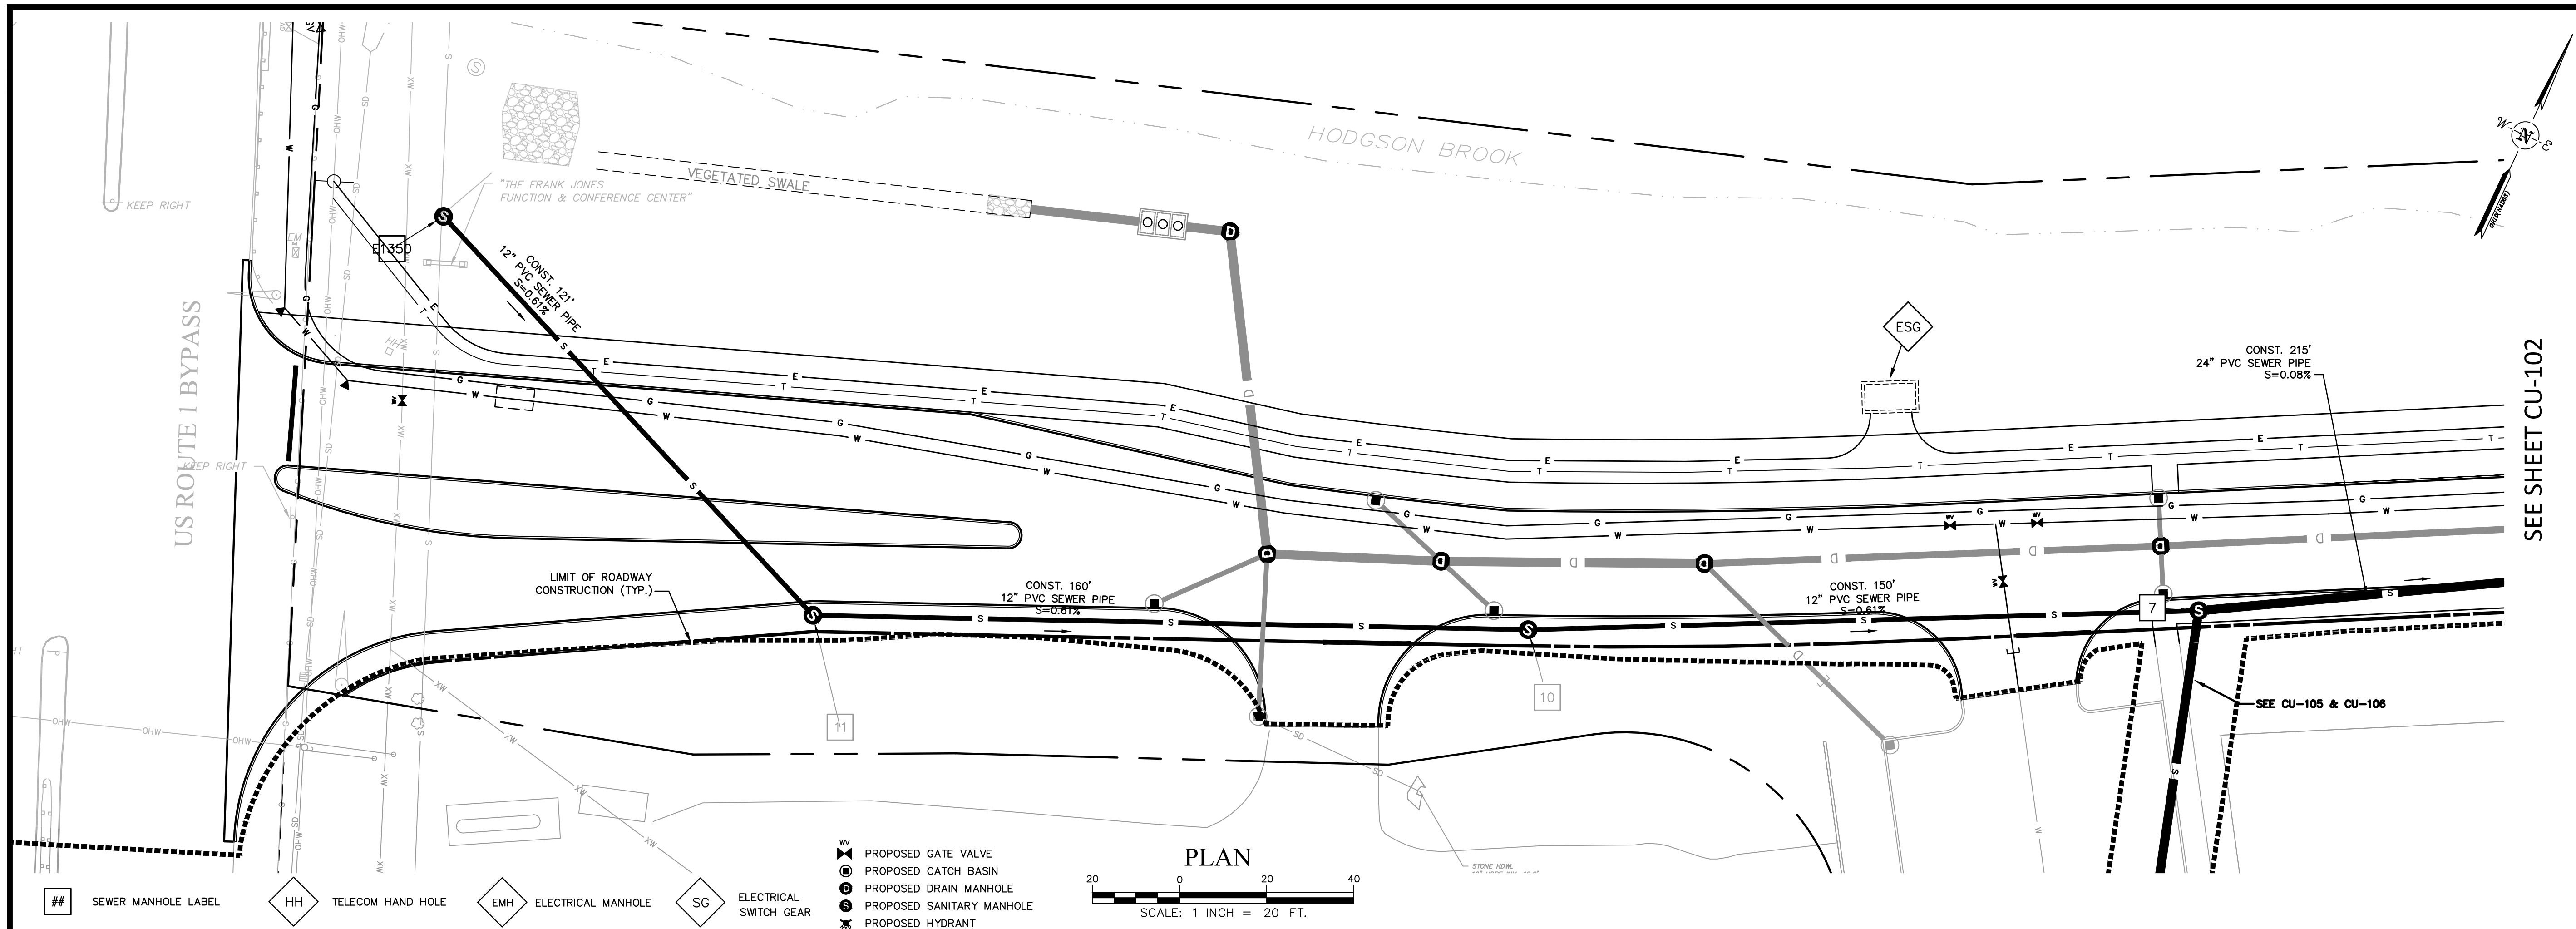 KEEP RIGHT
HODGSON BROOK
W N E
"THE FRANK JONES
FUNCTION & CONFERENCE CENTER"
VEGETATED SWALE
E1350
EM
HH
CONST. 121'
12" PVC SEWER PIPE
S=0.61%
US ROUTE 1 BYPASS
KEEP RIGHT
ESG
CONST. 215'
24" PVC SEWER PIPE
S=0.08%
SEE SHEET CU-102
LIMIT OF ROADWAY
CONSTRUCTION (TYP.)
CONST. 160'
12" PVC SEWER PIPE
S=0.61%
CONST. 150'
12" PVC SEWER PIPE
S=0.61%
7
11
10
SEE CU-105 & CU-106
STONE HDWL
PLAN
20 0 20 40
SCALE: 1 INCH = 20 FT.
## SEWER MANHOLE LABEL
HH TELECOM HAND HOLE
EMH ELECTRICAL MANHOLE
SG ELECTRICAL
SWITCH GEAR
WV
PROPOSED GATE VALVE
PROPOSED CATCH BASIN
D PROPOSED DRAIN MANHOLE
S PROPOSED SANITARY MANHOLE
PROPOSED HYDRANT